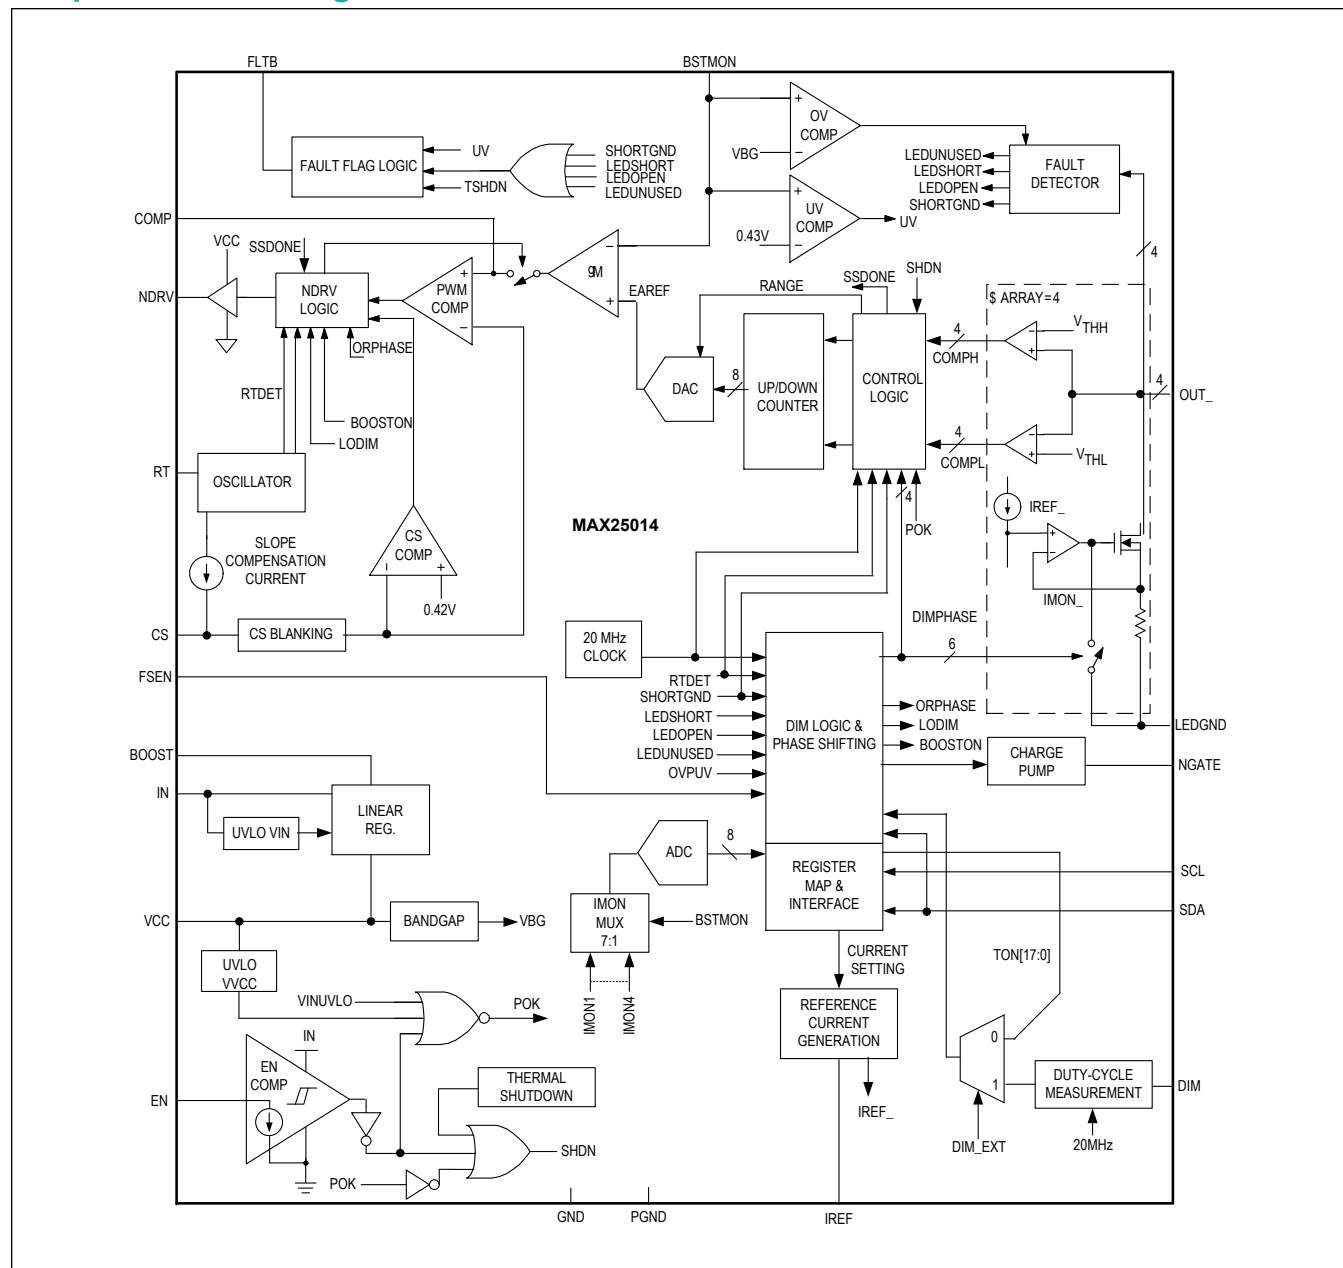 FLTB
BSTMON
OV
COMP
VBG
FAULT FLAG LOGIC
UV
TSHDN
SHORTGND
LEDSHORT
LEDOPEN
LEDUNUSED
LEDUNUSED
LEDSHORT
LEDOPEN
SHORTGND
FAULT
DETECTOR
UV
COMP
0.43V
UV
COMP
VCC
SSDONE
NDRV
NDRV
LOGIC
PWM
COMP
gM
EAREF
ORPHASE
RTDET
BOOSTON
LODIM
RANGE
SSDONE
SHDN
DAC
8
UP/DOWN
COUNTER
CONTROL
LOGIC
4
COMPH
4
COMPL
4
POK
$ ARRAY=4
VTHH
VTHL
4
4
OUT_
RT
OSCILLATOR
SLOPE
COMPENSATION
CURRENT
CS
COMP
0.42V
MAX25014
IREF_
IMON_
CS
CS BLANKING
20 MHz
CLOCK
DIMPHASE
6
FSEN
RTDET
SHORTGND
LEDSHORT
LEDOPEN
LEDUNUSED
OVPUV
DIM LOGIC &
PHASE SHIFTING
ORPHASE
LODIM
BOOSTON
LEDGND
CHARGE
PUMP
NGATE
BOOST
IN
UVLO VIN
LINEAR
REG.
ADC
8
REGISTER
MAP &
INTERFACE
SCL
SDA
VCC
BANDGAP
VBG
IMON
MUX
7:1
BSTMON
IMON1
IMON4
UVLO
VVCC
CURRENT
SETTING
TON[17:0]
VINUVLO
POK
REFERENCE
CURRENT
GENERATION
IREF_
IN
EN
COMP
EN
THERMAL
SHUTDOWN
SHDN
POK
0
1
DIM_EXT
DUTY-CYCLE
MEASUREMENT
20MHz
DIM
GND
PGND
IREF